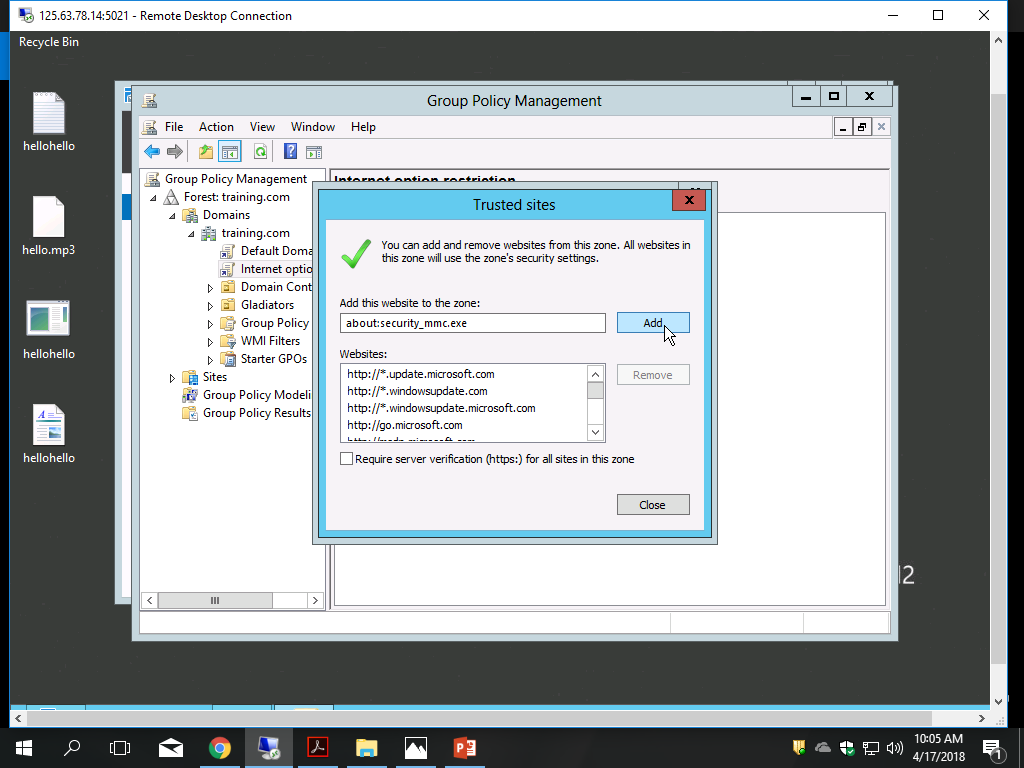 125.63.78.14:5021 - Remote Desktop Connection
Recycle Bin
hellohello
hello.mp3
hellohello
hellohello
Group Policy Management
File Action View Window Help
Group Policy Management
Forest: training.com
Domains
training.com
Default Doma
Internet optio
Domain Cont
Gladiators
Group Policy
WMI Filters
Starter GPOs
Sites
Group Policy Modeli
Group Policy Results
Internet option restriction
Trusted sites
You can add and remove websites from this zone. All websites in
this zone will use the zone's security settings.
Add this website to the zone:
about:security_mmc.exe
Add
Websites:
http://*.update.microsoft.com
http://*.windowsupdate.com
http://*.windowsupdate.microsoft.com
http://go.microsoft.com
Remove
Require server verification (https:) for all sites in this zone
Close
10:05 AM
4/17/2018
1